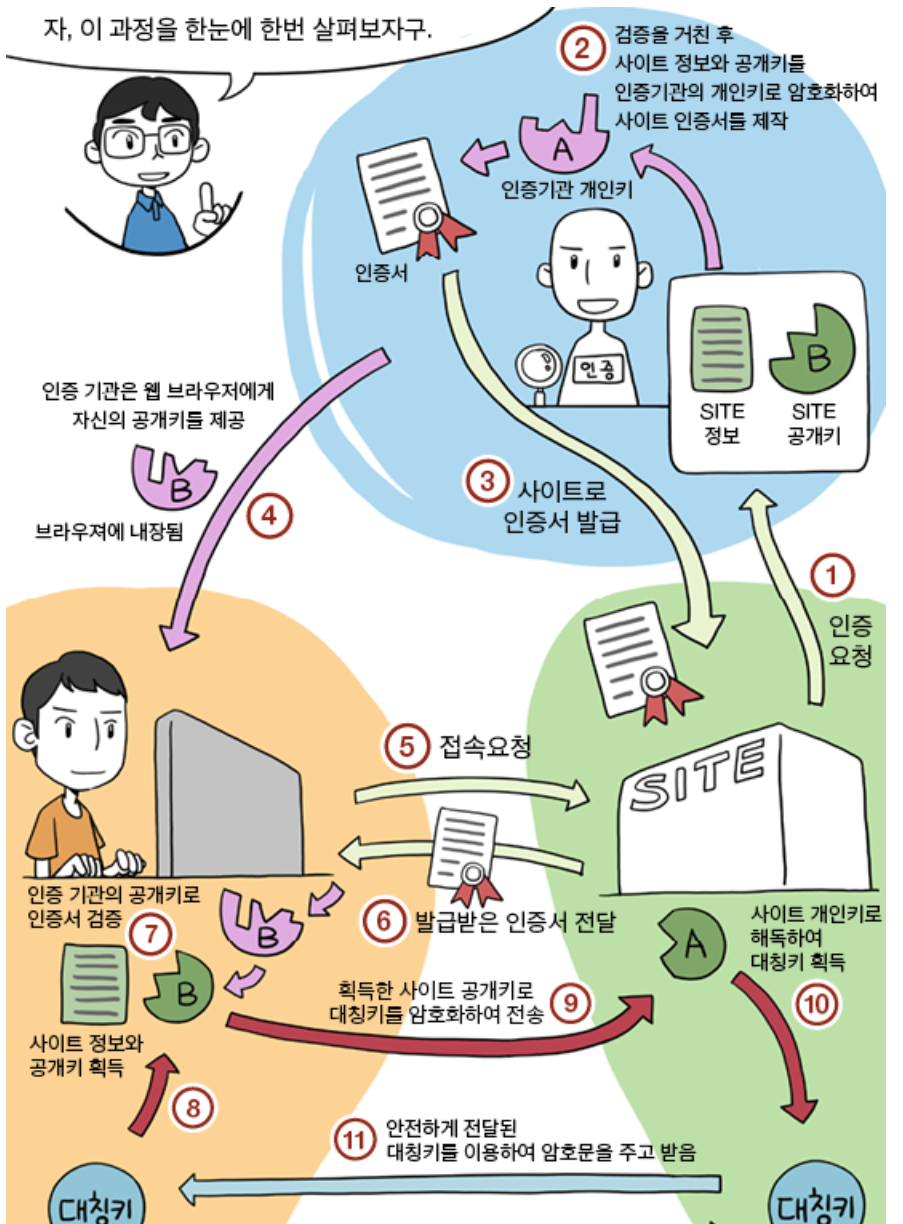 자, 이 과정을 한눈에 한번 살펴보자구.
2
검증을 거친 후
사이트 정보와 공개키를
인증기관의 개인키로 암호화하여
사이트 인증서를 제작
A
인증기관 개인키
인증서
인증
B
SITE
정보
SITE
공개키
인증 기관은 웹 브라우저에게
자신의 공개키를 제공
B
브라우져에 내장됨
4
3
사이트로
인증서 발급
1
인증
요청
5
접속요청
SITE
인증 기관의 공개키로
인증서 검증
7
B
6
발급받은 인증서 전달
A
사이트 개인키로
해독하여
대칭키 획득
10
B
사이트 정보와
공개키 획득
획득한 사이트 공개키로
대칭키를 암호화하여 전송
9
8
11
안전하게 전달된
대칭키를 이용하여 암호문을 주고 받음
대칭키
대칭키